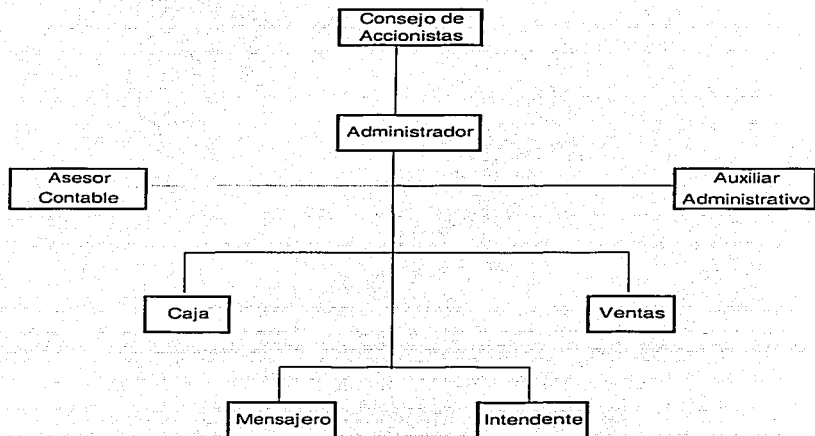 Consejo de
Accionistas
Administrador
Asesor
Contable
Auxiliar
Administrativo
Caja
Ventas
Mensajero
Intendente